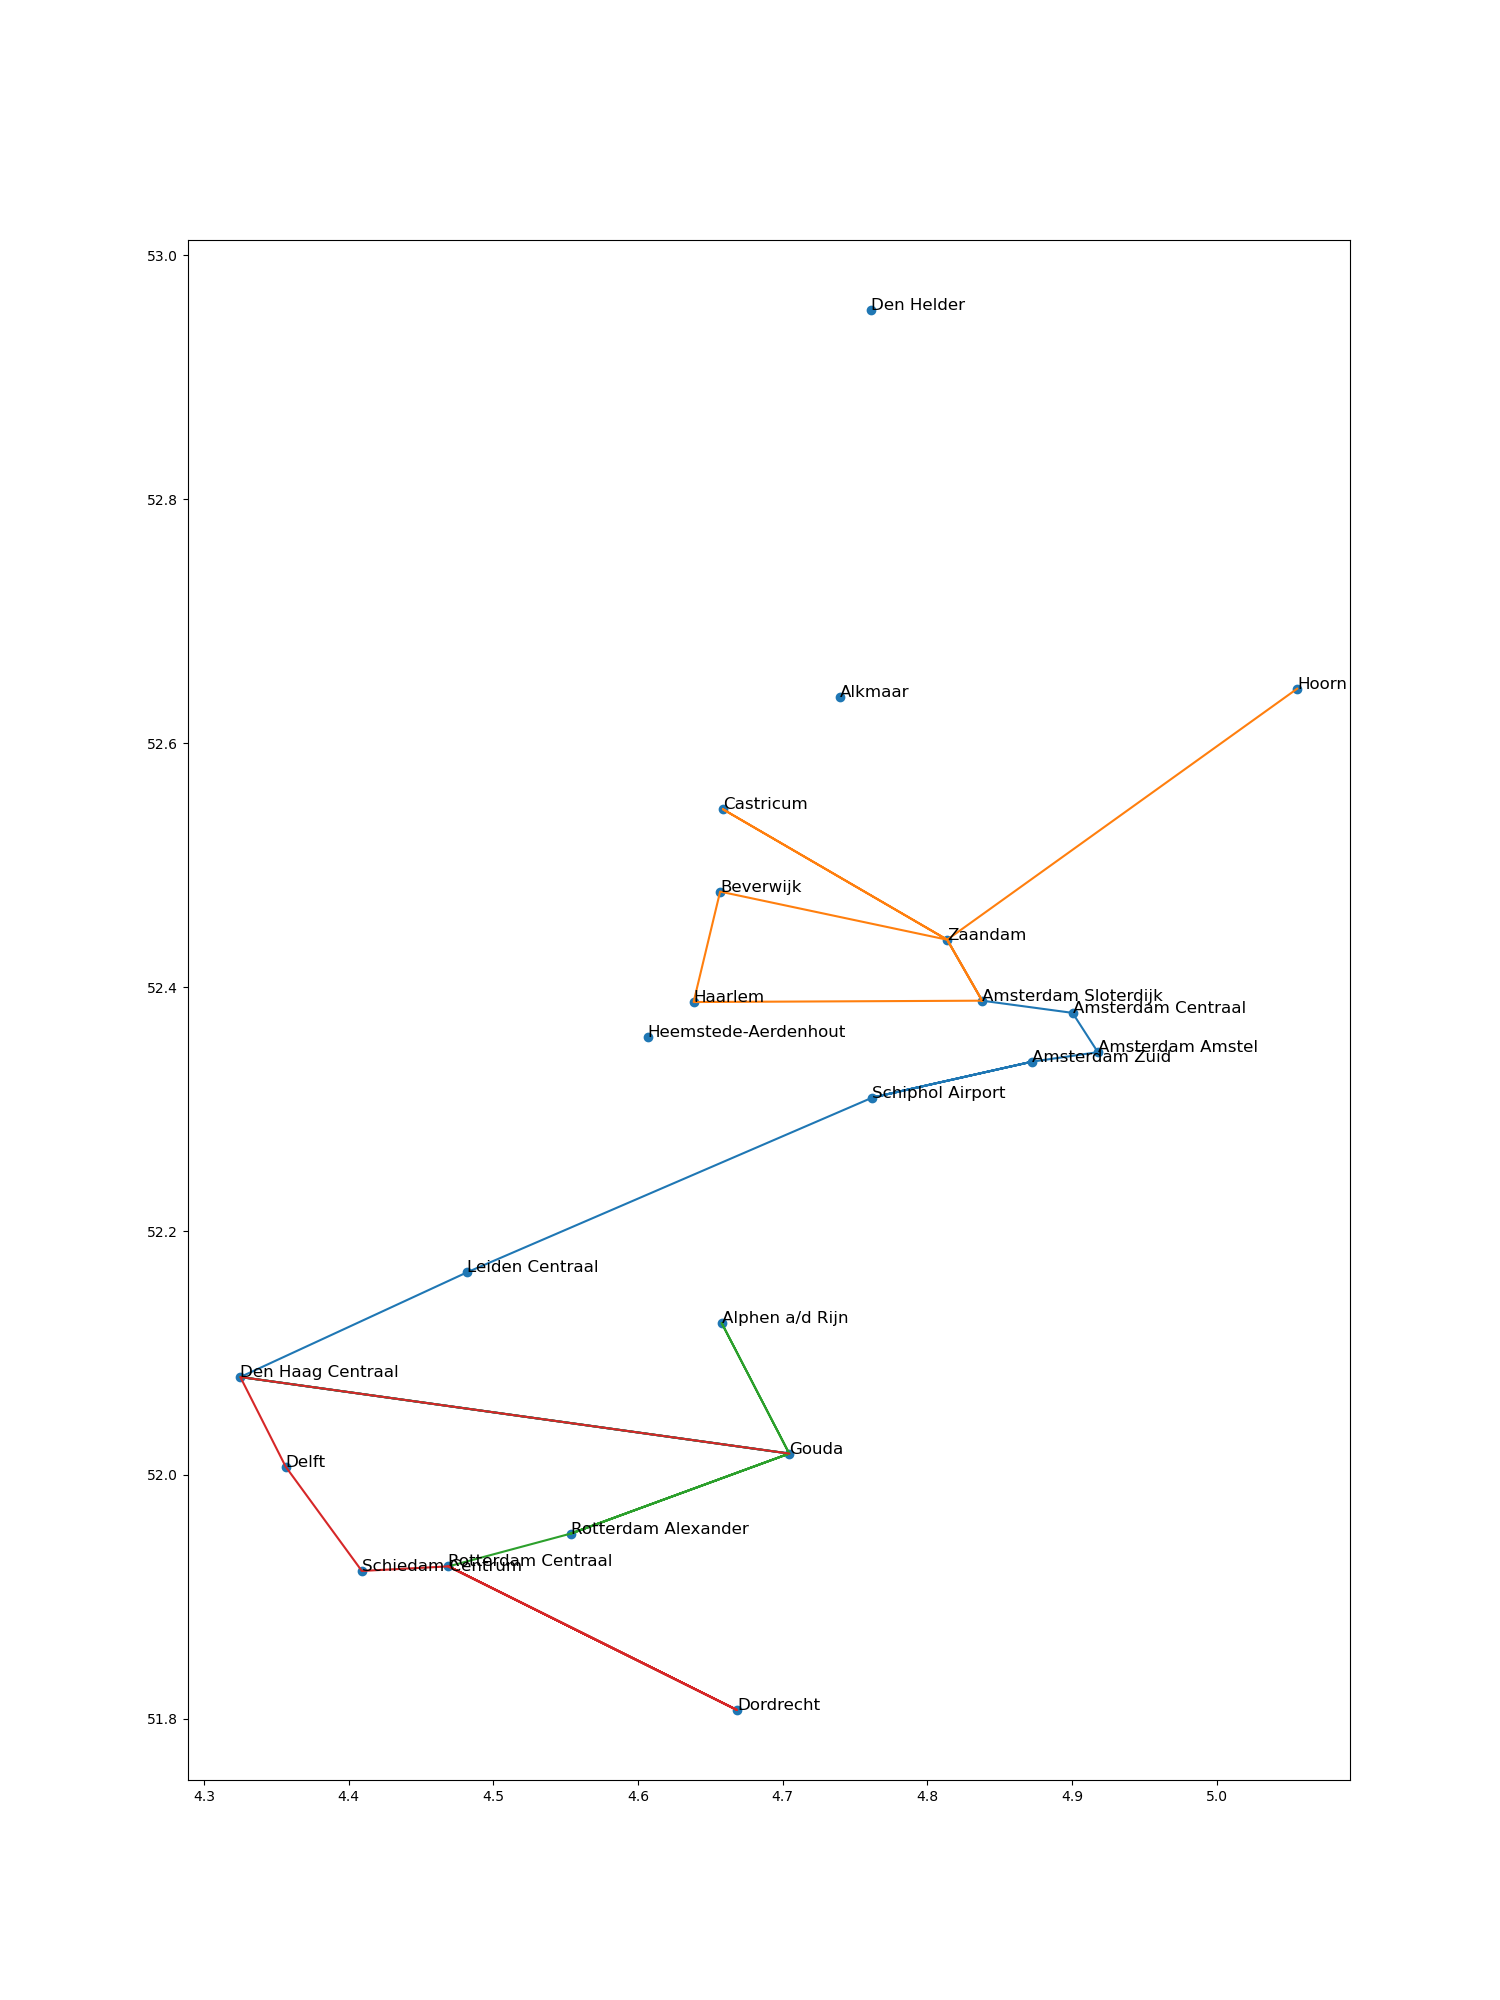 53.0
Den Helder
52.8
Alkmaar
Hoorn
52.6
Castricum
Beverwijk
Zaandam
52.4
Haarlem
Amsterdam Sloterdijk
Amsterdam Centraal
Heemstede-Aerdenhout
Amsterdam Amstel
Amsterdam Zuid
Schiphol Airport
52.2
Leiden Centraal
Alphen a/d Rijn
Den Haag Centraal
Gouda
52.0
Delft
Rotterdam Alexander
Rotterdam Centraal
Schiedam Centrum
Dordrecht
51.8
4.3 4.4 4.5 4.6 4.7 4.8 4.9 5.0